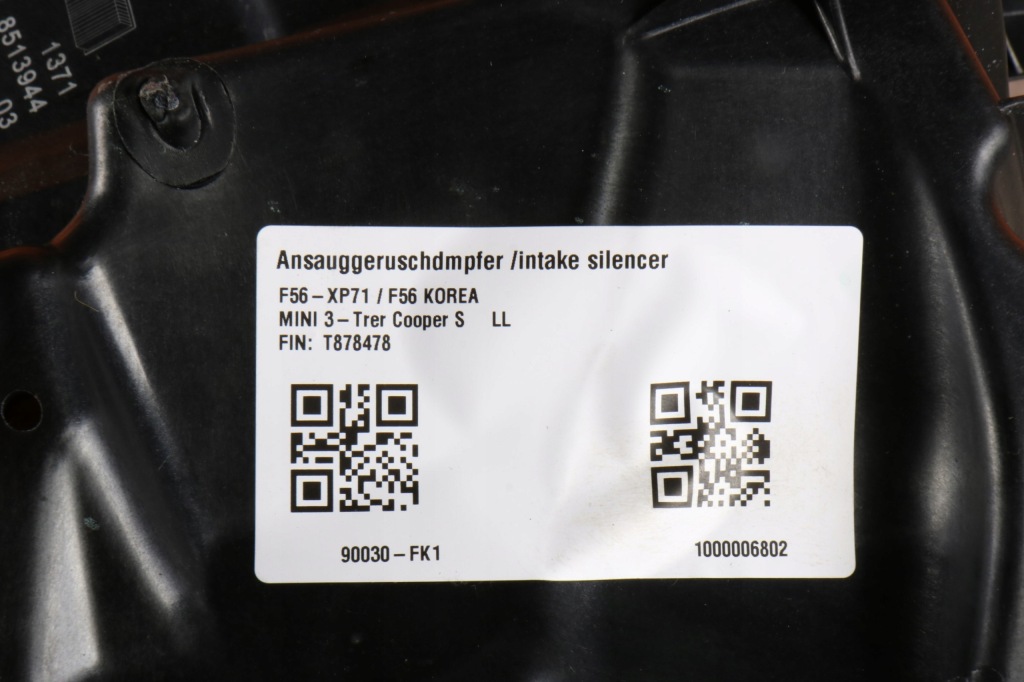 1371
8513944
03
Ansauggeruschdmpfer /intake silencer
F56-XP71 / F56 KOREA
MINI 3-Trer Cooper S LL
FIN: T878478
90030-FK1
1000006802